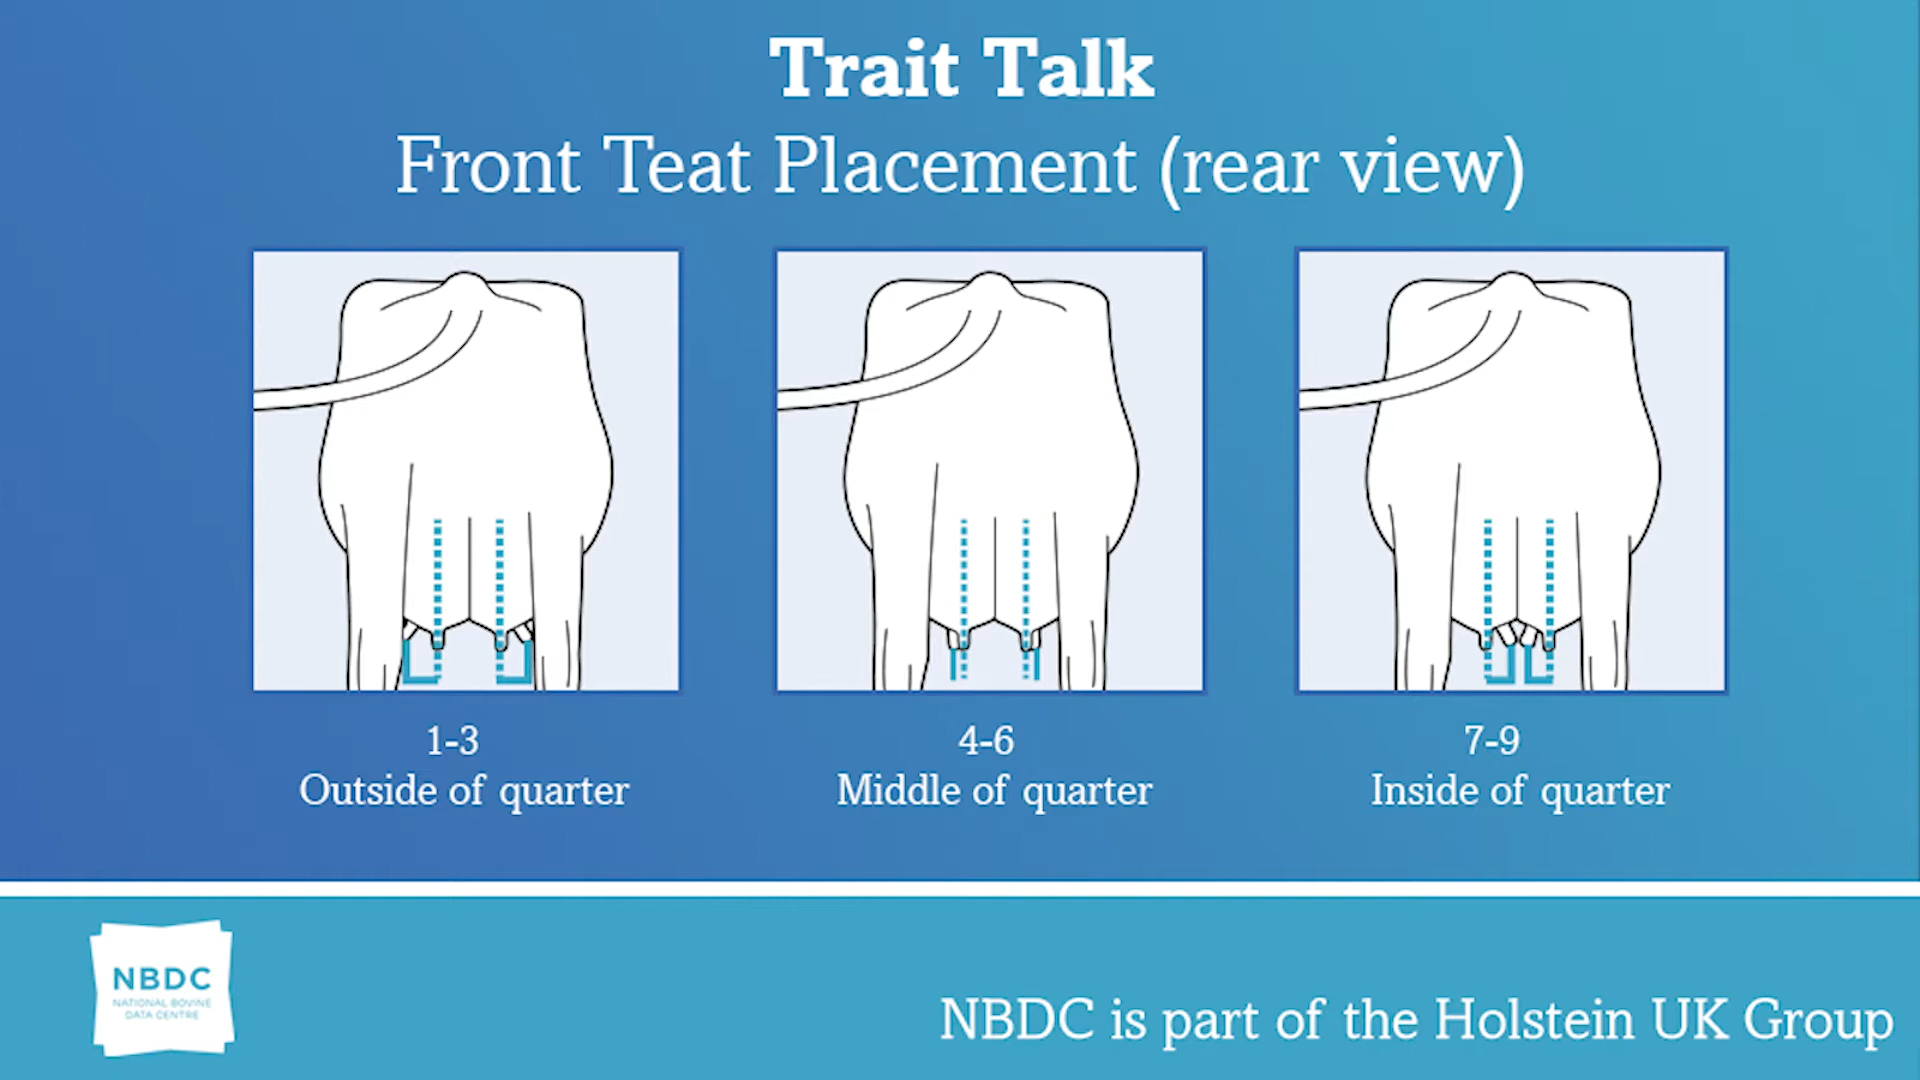 Trait Talk
Front Teat Placement (rear view)
1-3
Outside of quarter
4-6
Middle of quarter
7-9
Inside of quarter
NBDC
NATIONAL BOVINE
DATA CENTRE
NBDC is part of the Holstein UK Group